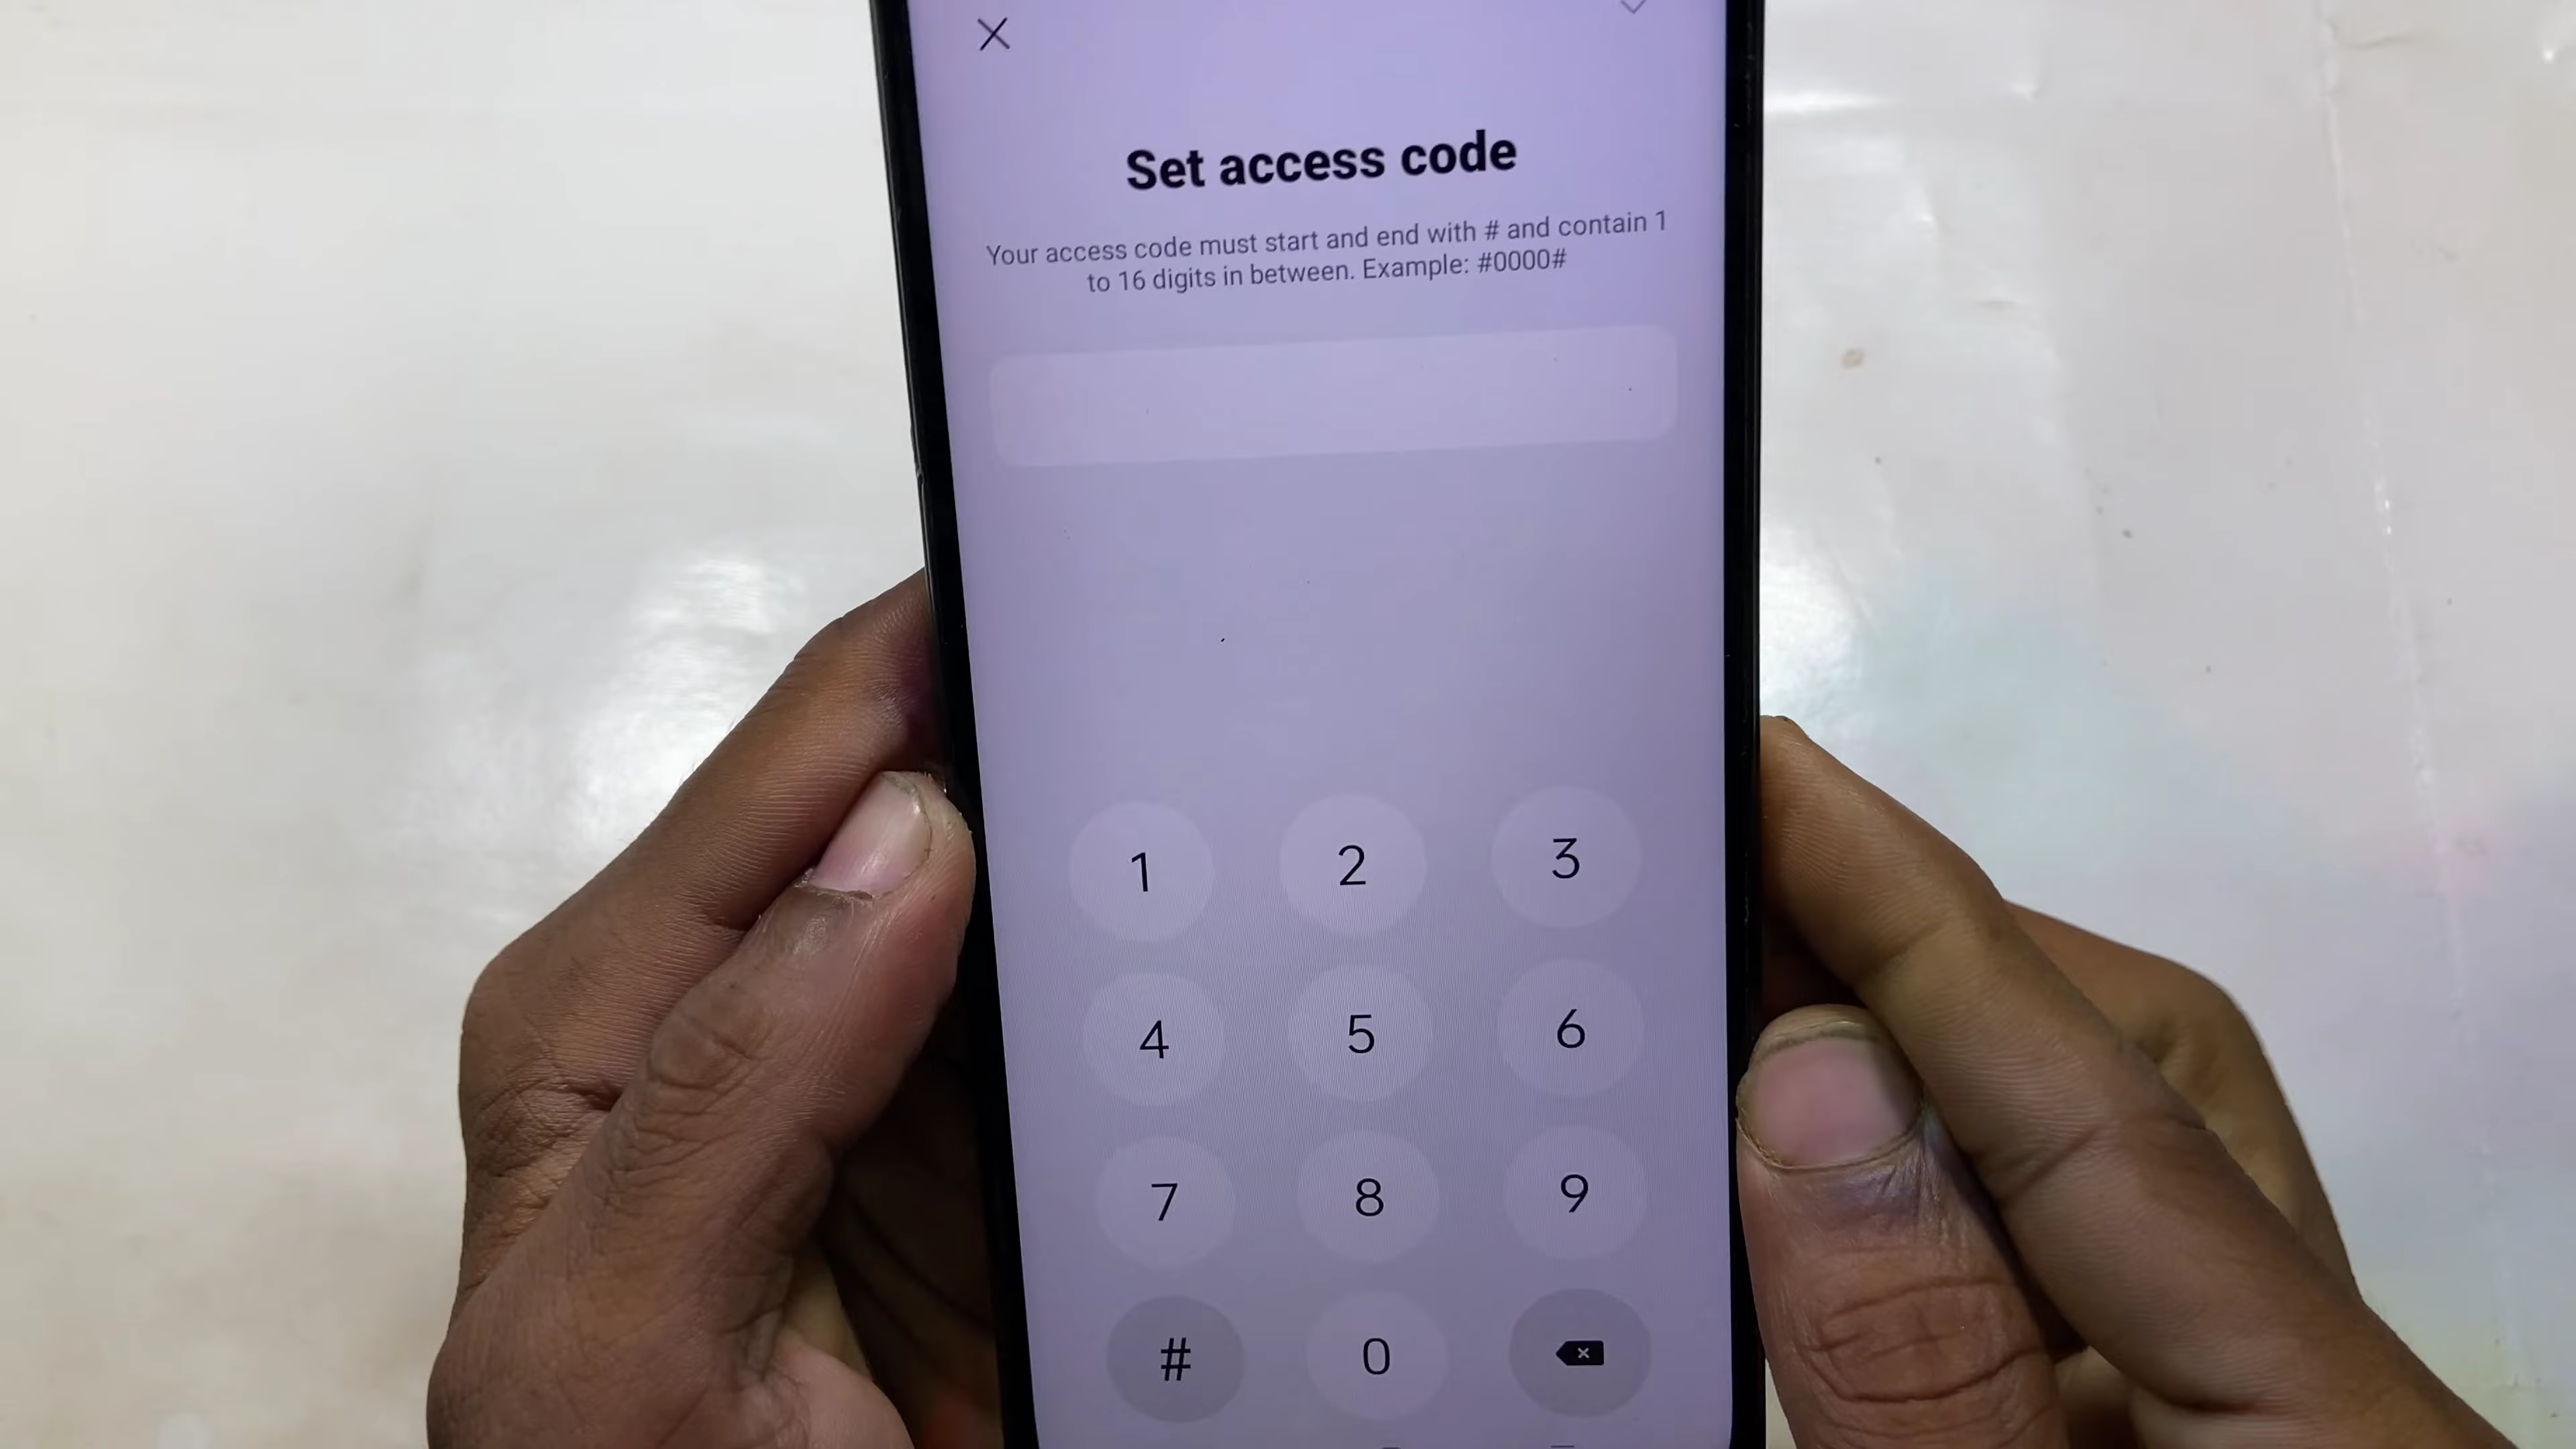 Set access code
Your access code must start and end with # and contain 1
to 16 digits in between. Example: #0000#
1 2 3
4 5 6
7 8 9
# 0